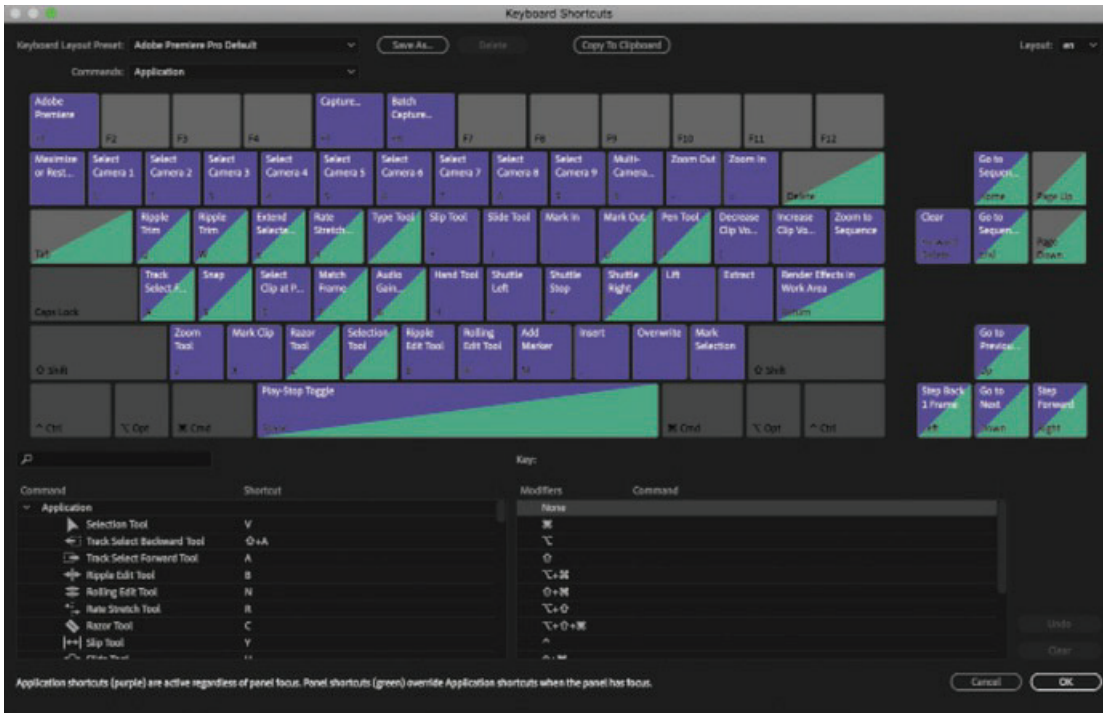 Keyboard Shortcuts
Keyboard Layout Preset: Adobe Premiere Pro Default Save As... Delete Copy To Clipboard Layout: en
Commands: Application
Adobe Premiere Capture... Batch Capture...
F2 F3 F4 F7 F8 F9 F10 F11 F12
Maximize or Rest... Select Camera 1 Select Camera 2 Select Camera 3 Select Camera 4 Select Camera 5 Select Camera 6 Select Camera 7 Select Camera 8 Select Camera 9 Multi-Camera... Zoom Out Zoom In Delete Go to Sequen... Home Page Up
Tab Ripple Trim Ripple Trim Extend Selecte... Rate Stretch... Type Tool Slip Tool Slide Tool Mark In Mark Out Pen Tool Decrease Clip Vo... Increase Clip Vo... Zoom to Sequence Clear Go to Sequen... End Page Down
Caps Lock Track Select F... Snap Select Clip at P... Match Frame Audio Gain... Hand Tool Shuttle Left Shuttle Stop Shuttle Right Lift Extract Render Effects in Work Area Return
⇧ Shift Zoom Tool Mark Clip Razor Tool Selection Tool Ripple Edit Tool Rolling Edit Tool Add Marker Insert Overwrite Mark Selection ⇧ Shift Go to Previou... Up
^ Ctrl ⌥ Opt ⌘ Cmd Play-Stop Toggle Space ⌘ Cmd ⌥ Opt ^ Ctrl Step Back 1 Frame Left Go to Next Down Step Forward Right
Key:
Command Shortcut Modifiers Command
Application None
Selection Tool V ⌘
Track Select Backward Tool ⇧+A ⌥
Track Select Forward Tool A ⇧
Ripple Edit Tool B ⌥+⌘
Rolling Edit Tool N ⇧+⌘
Rate Stretch Tool R ⌥+⇧
Razor Tool C ⌥+⇧+⌘ Undo
Slip Tool Y ^ Clear
Application shortcuts (purple) are active regardless of panel focus. Panel shortcuts (green) override Application shortcuts when the panel has focus. Cancel OK